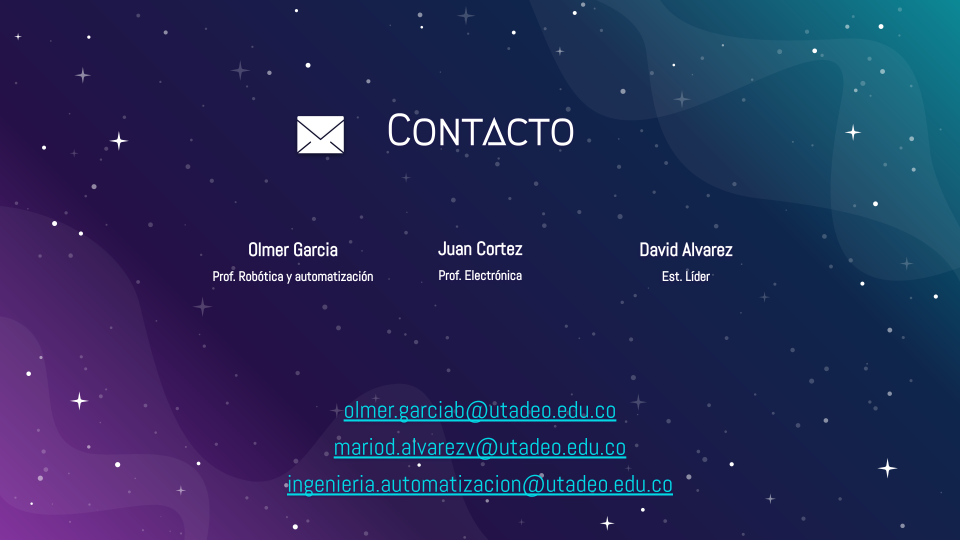 CONTACTO
Olmer Garcia
Prof. Robótica y automatización
Juan Cortez
Prof. Electrónica
David Alvarez
Est. Líder
olmer.garciab@utadeo.edu.co
mariod.alvarezv@utadeo.edu.co
ingenieria.automatizacion@utadeo.edu.co